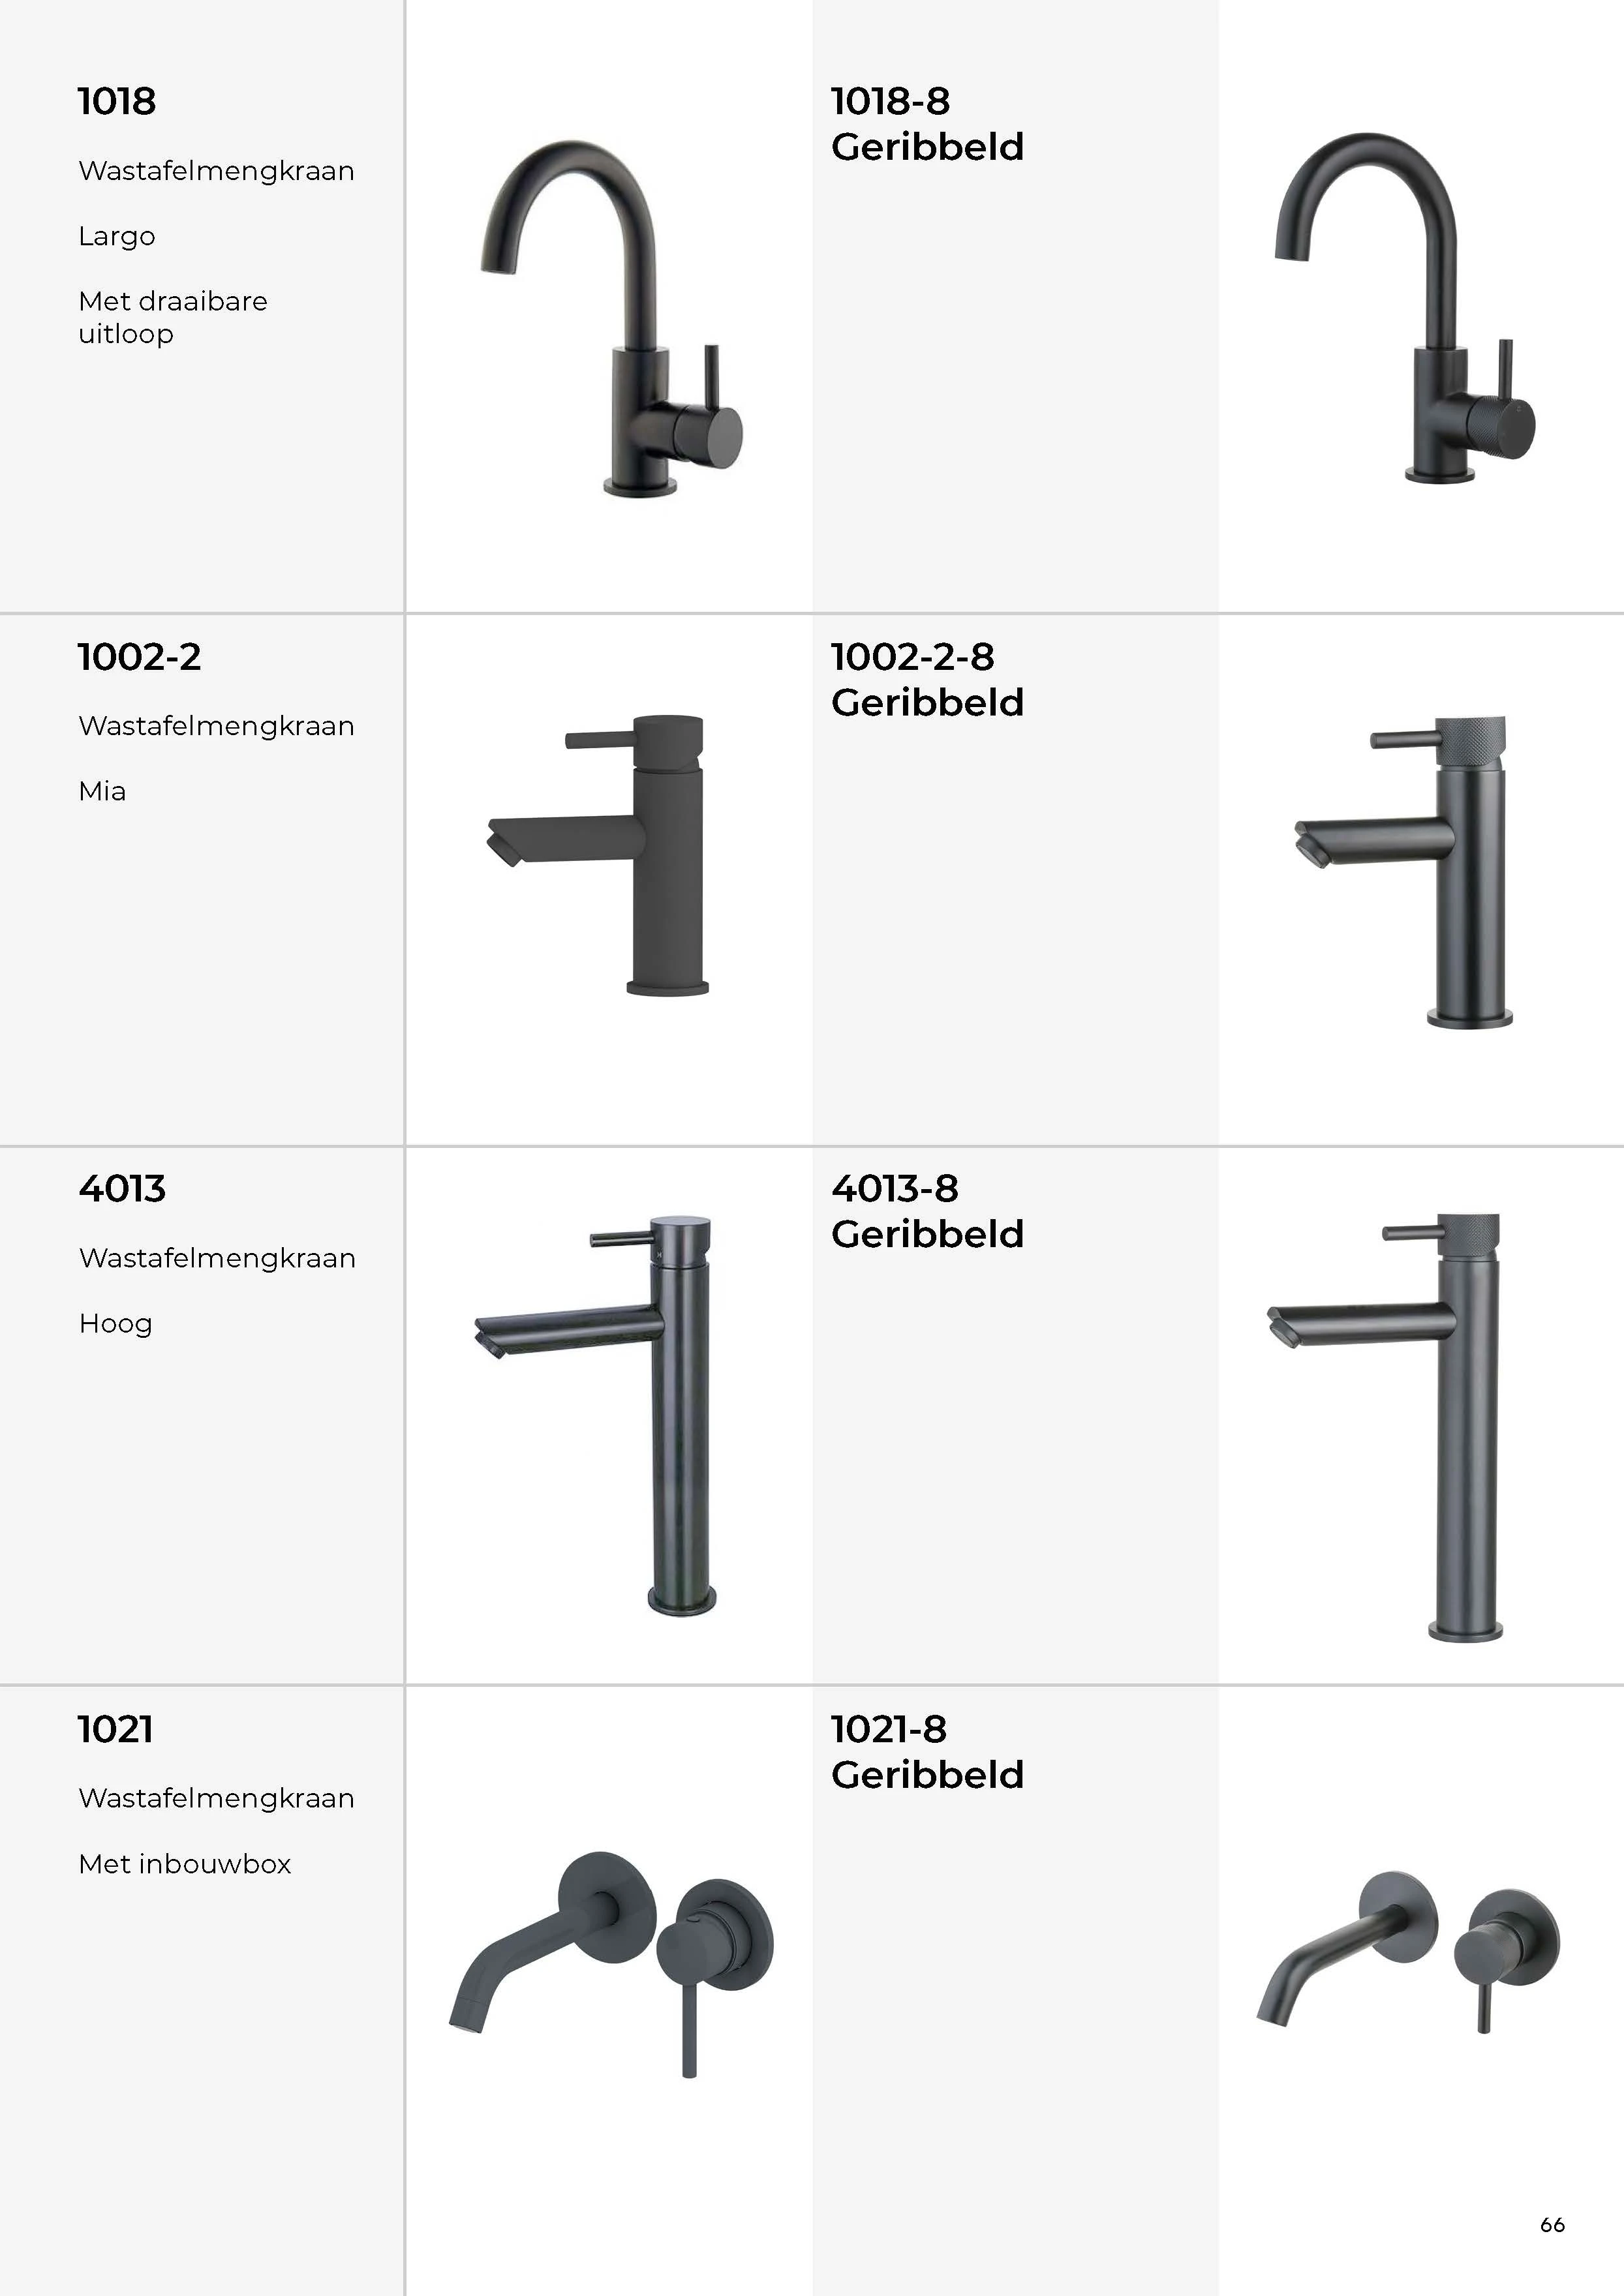 1018
Wastafelmengkraan
Largo
Met draaibare
uitloop
1018-8
Geribbeld
1002-2
Wastafelmengkraan
Mia
1002-2-8
Geribbeld
4013
Wastafelmengkraan
Hoog
4013-8
Geribbeld
1021
Wastafelmengkraan
Met inbouwbox
1021-8
Geribbeld
66